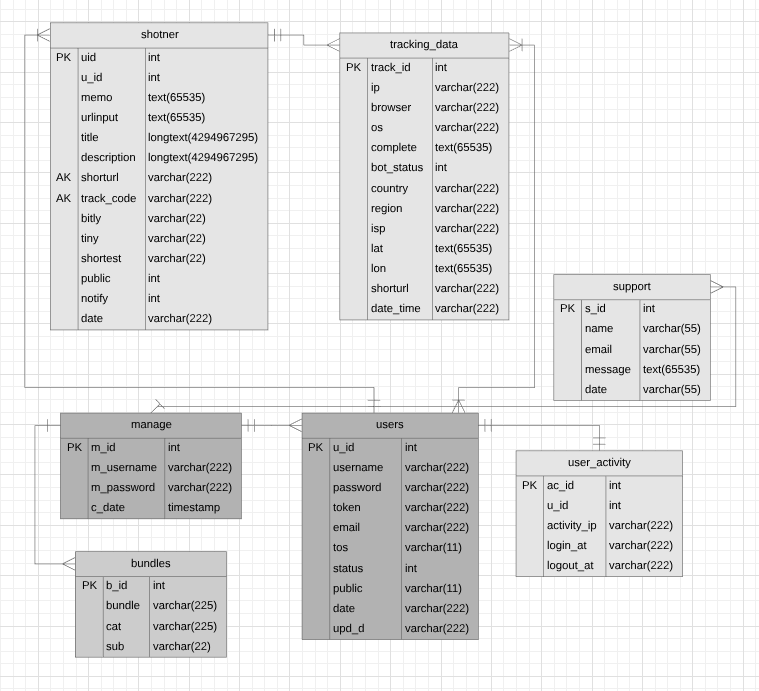 shotner
PK uid int
u_id int
memo text(65535)
urlinput text(65535)
title longtext(4294967295)
description longtext(4294967295)
AK shorturl varchar(222)
AK track_code varchar(222)
bitly varchar(22)
tiny varchar(22)
shortest varchar(22)
public int
notify int
date varchar(222)
tracking_data
PK track_id int
ip varchar(222)
browser varchar(222)
os varchar(222)
complete text(65535)
bot_status int
country varchar(222)
region varchar(222)
isp varchar(222)
lat text(65535)
lon text(65535)
shorturl varchar(222)
date_time varchar(222)
support
PK s_id int
name varchar(55)
email varchar(55)
message text(65535)
date varchar(55)
manage
PK m_id int
m_username varchar(222)
m_password varchar(222)
c_date timestamp
users
PK u_id int
username varchar(222)
password varchar(222)
token varchar(222)
email varchar(222)
tos varchar(11)
status int
public varchar(11)
date varchar(222)
upd_d varchar(222)
user_activity
PK ac_id int
u_id int
activity_ip varchar(222)
login_at varchar(222)
logout_at varchar(222)
bundles
PK b_id int
bundle varchar(225)
cat varchar(225)
sub varchar(22)